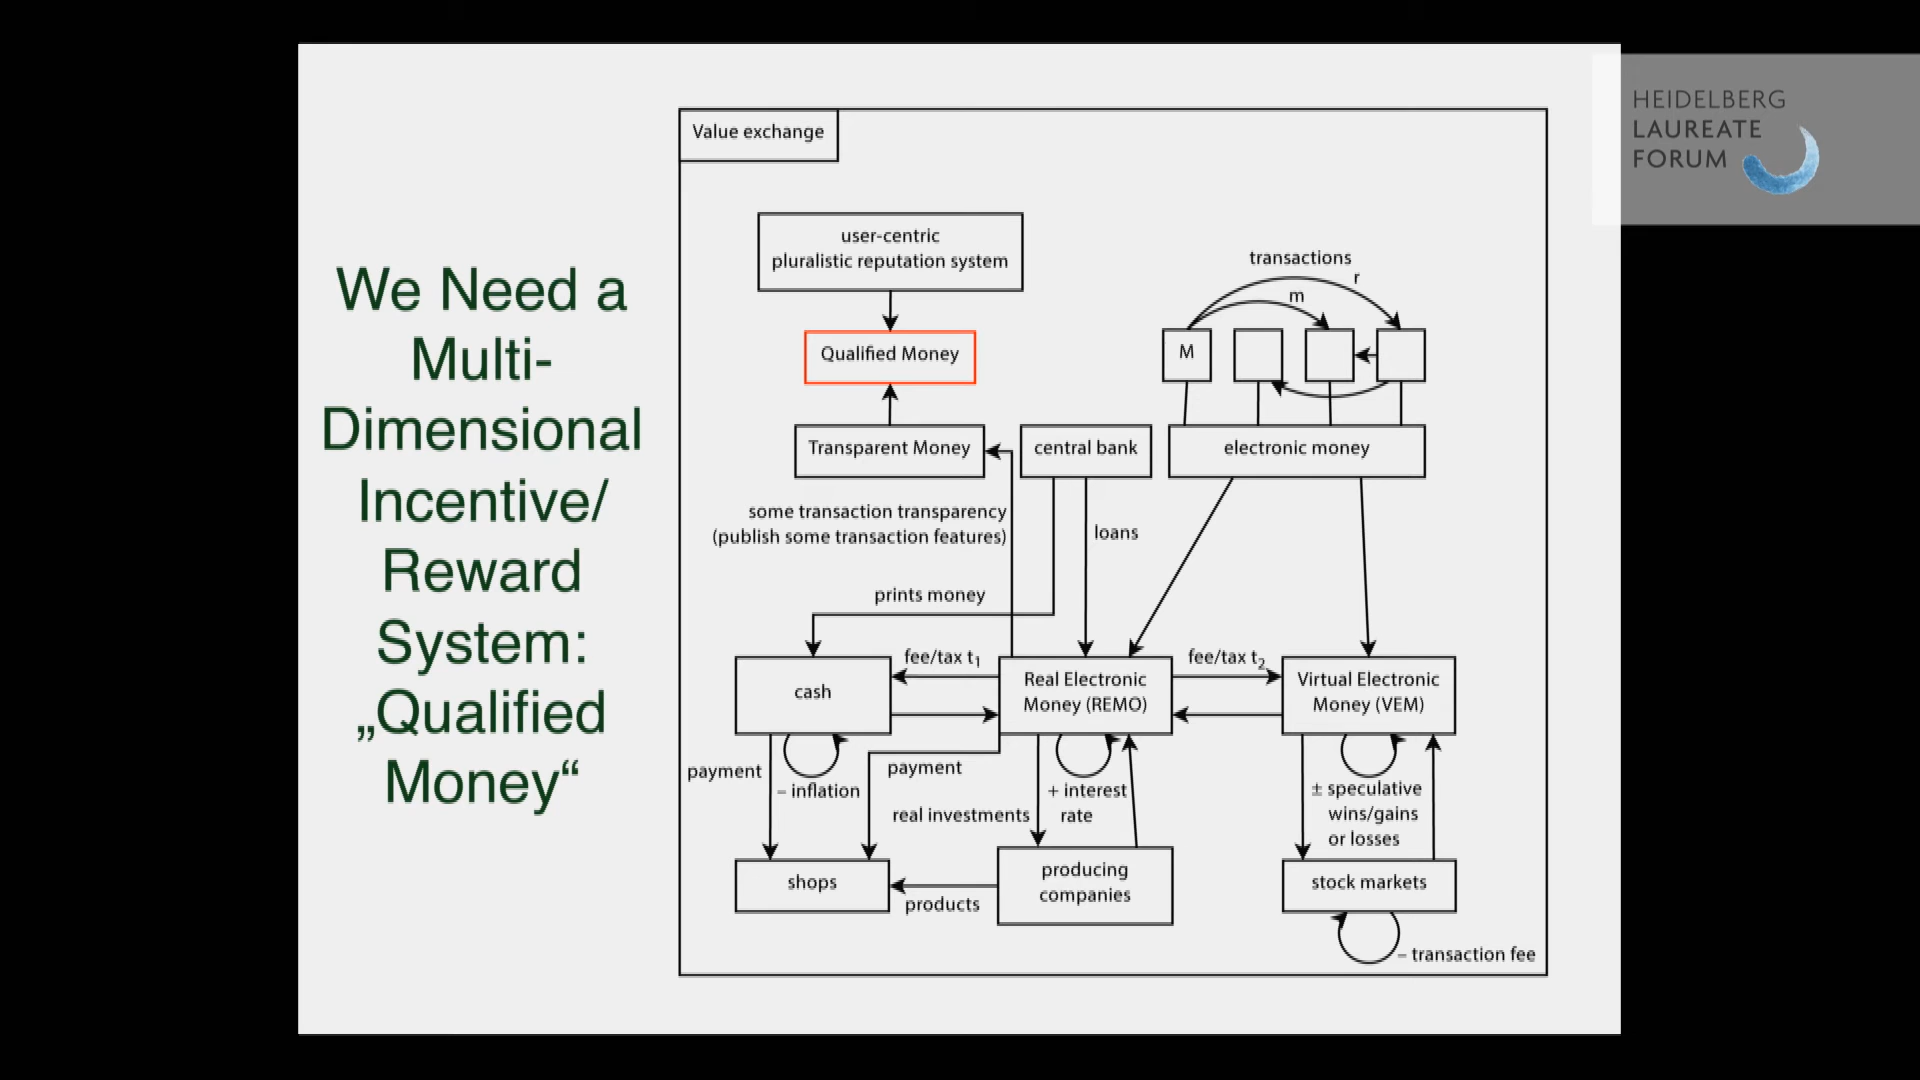 We Need a
Multi-
Dimensional
Incentive/
Reward
System:
„Qualified
Money“
Value exchange
user-centric
pluralistic reputation system
Qualified Money
Transparent Money
central bank
transactions
r
m
M
electronic money
some transaction transparency
(publish some transaction features)
loans
prints money
cash
fee/tax t₁
Real Electronic
Money (REMO)
fee/tax t₂
Virtual Electronic
Money (VEM)
payment
– inflation
payment
real investments
+ interest
rate
± speculative
wins/gains
or losses
shops
products
producing
companies
stock markets
– transaction fee
HEIDELBERG
LAUREATE
FORUM